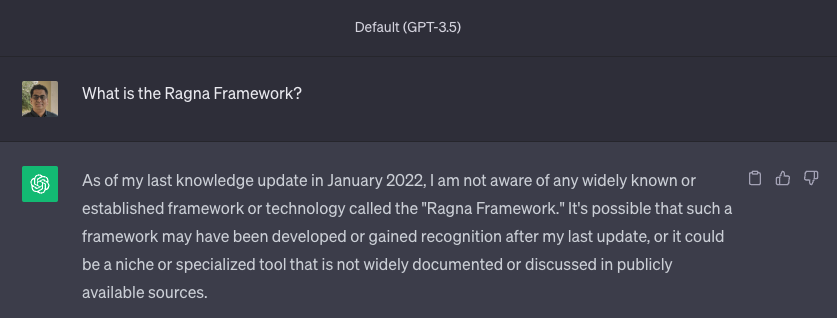 Default (GPT-3.5)
What is the Ragna Framework?
As of my last knowledge update in January 2022, I am not aware of any widely known or
established framework or technology called the "Ragna Framework." It's possible that such a
framework may have been developed or gained recognition after my last update, or it could
be a niche or specialized tool that is not widely documented or discussed in publicly
available sources.